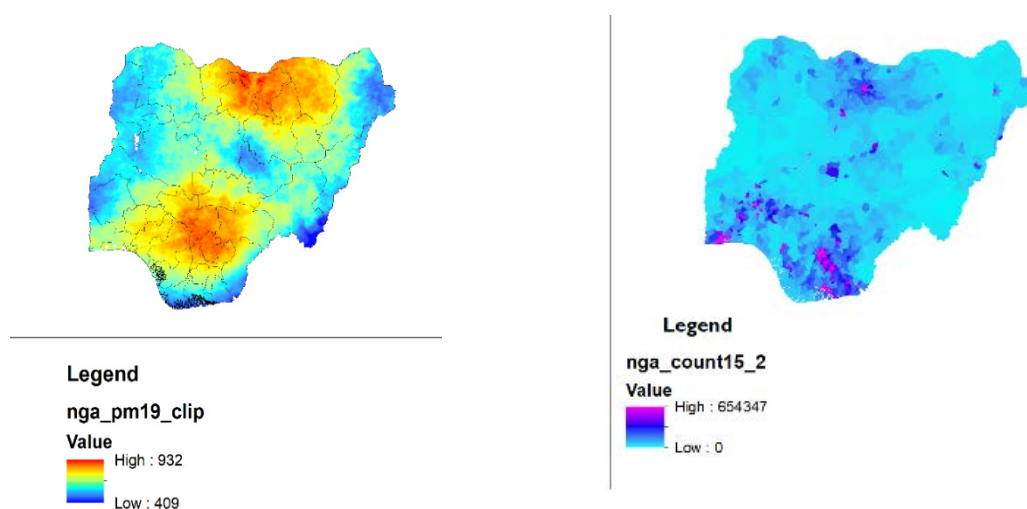 Legend
nga_pm19_clip
Value
High : 932
Low : 409
Legend
nga_count15_2
Value
High : 654347
Low : 0